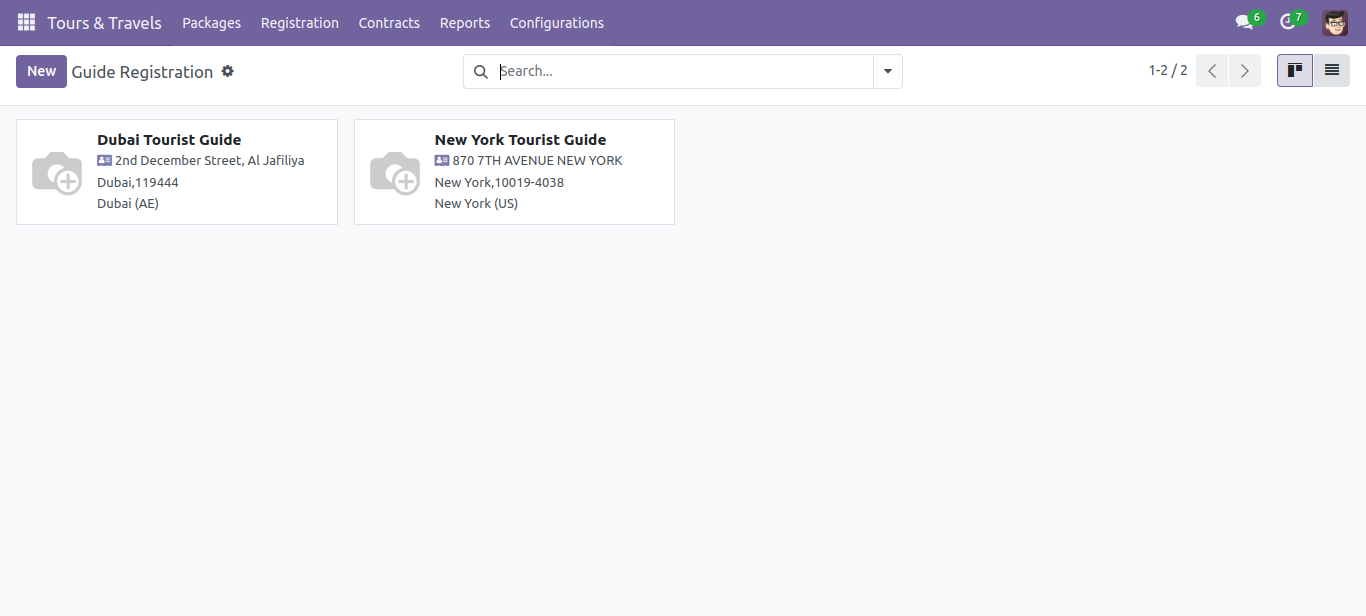 Tours & Travels Packages Registration Contracts Reports Configurations 6 7
New Guide Registration Search... 1-2 / 2
Dubai Tourist Guide
2nd December Street, Al Jafiliya
Dubai,119444
Dubai (AE)
New York Tourist Guide
870 7TH AVENUE NEW YORK
New York,10019-4038
New York (US)